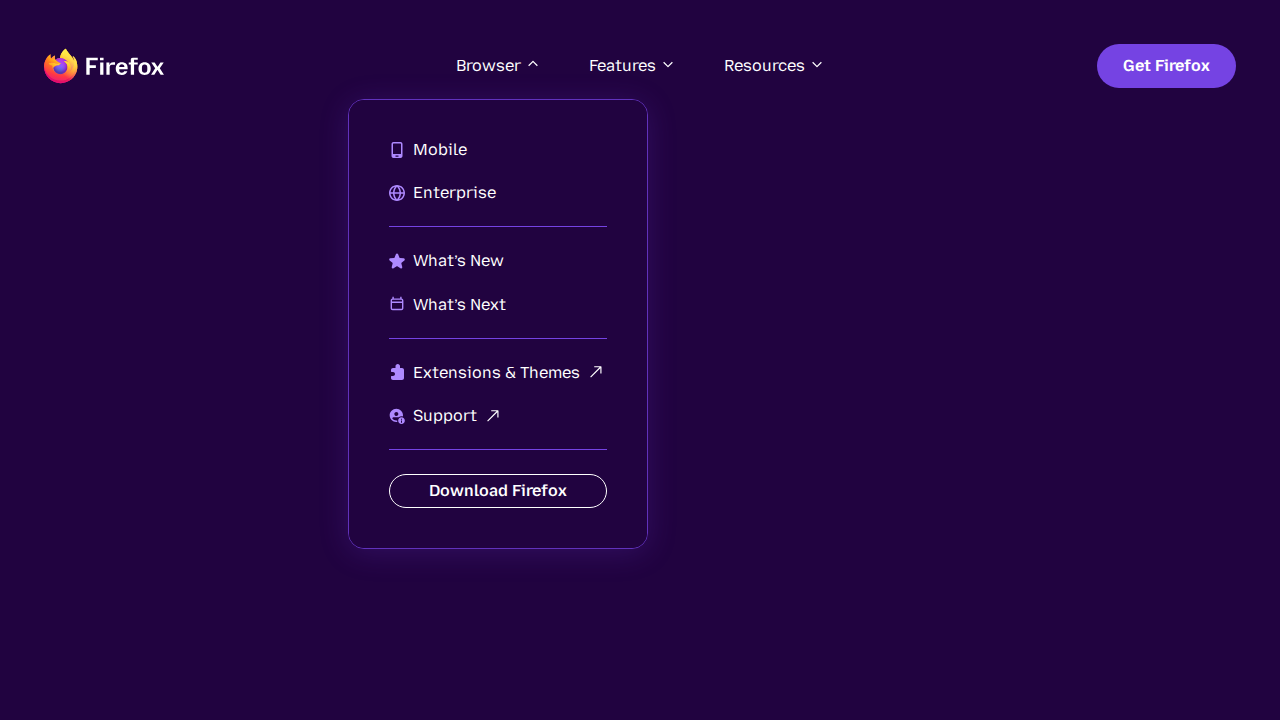 Firefox
Browser
Features
Resources
Get Firefox
Mobile
Enterprise
What's New
What's Next
Extensions & Themes
Support
Download Firefox